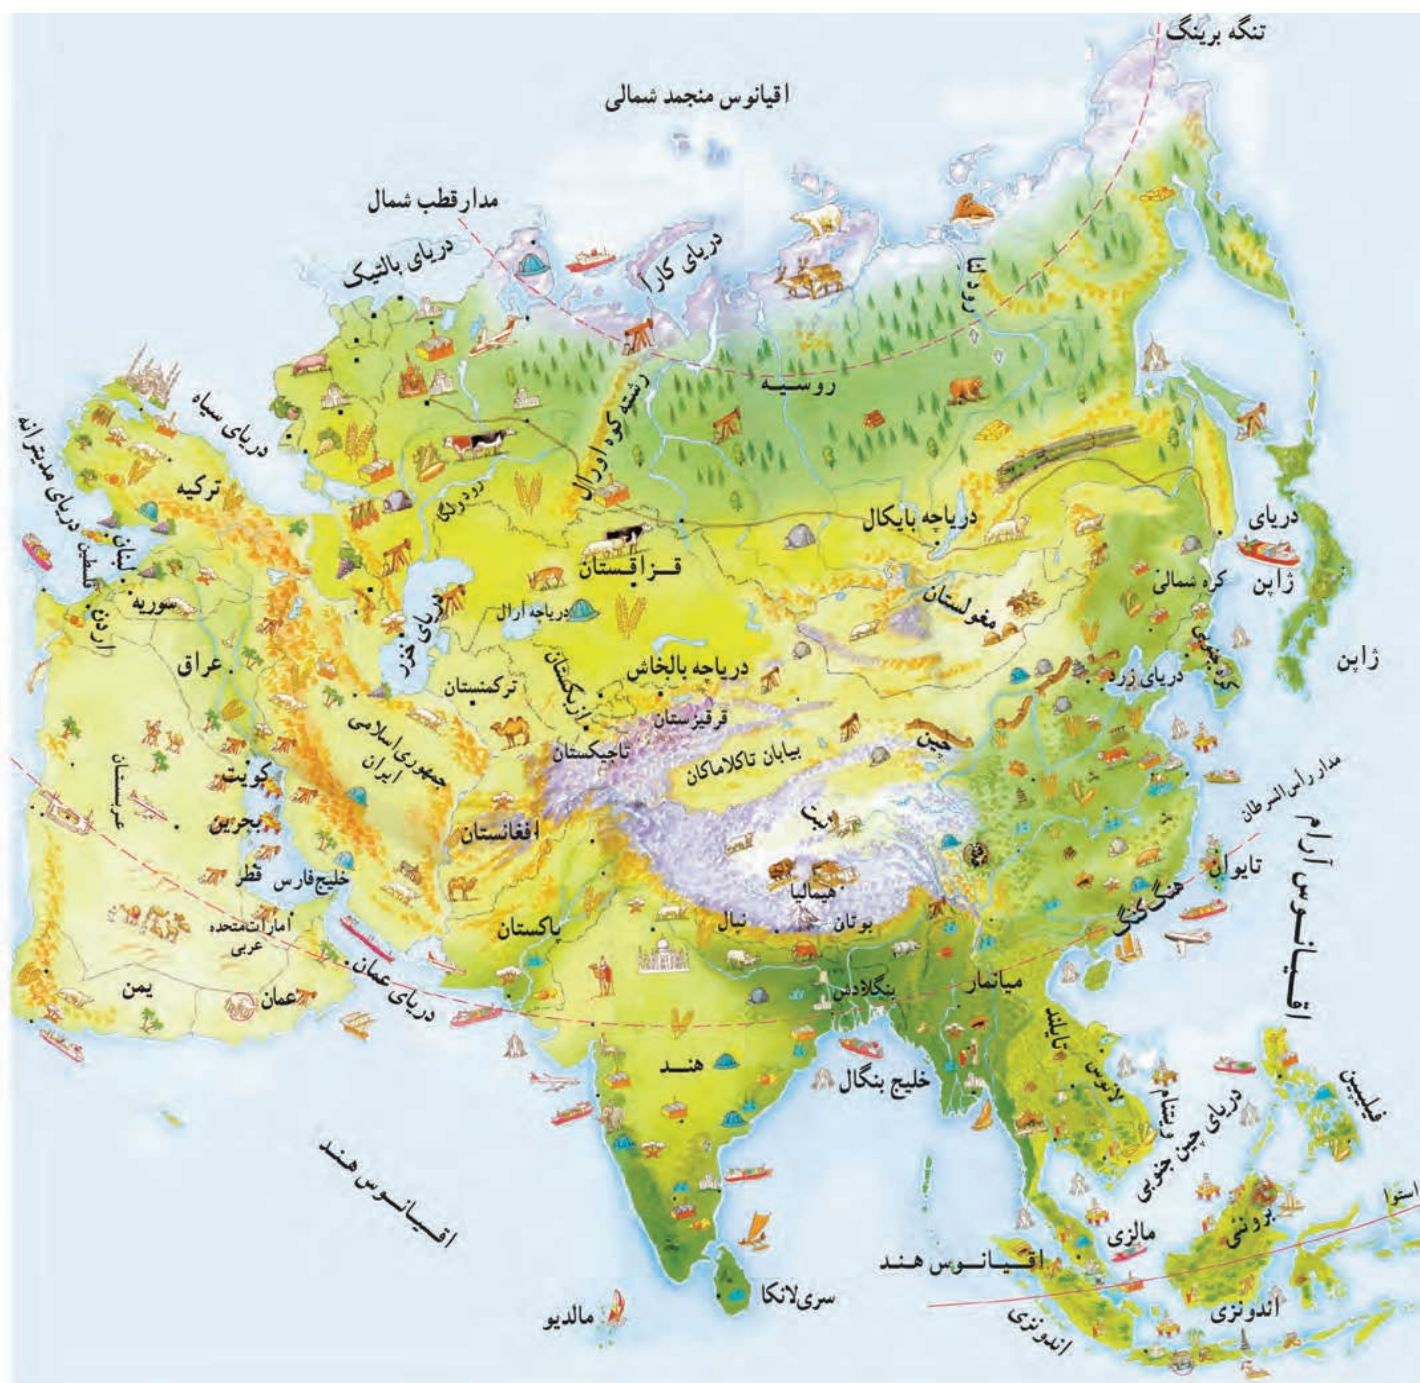 تنگه برینگ
اقیانوس منجمد شمالی
مدار قطب شمال
دریای بالتیک
دریای کارا
رود لنا
روسیه
رشته کوه اورال
دریای سیاه
دریای مدیترانه
ترکیه
رود ولگا
دریاچه بایکال
دریای
ژاپن
کره شمالی
قزاقستان
لبنان
فلسطین
سوریه
اردن
دریاچه آرال
مغولستان
دریای خزر
عراق
کره جنوبی
ژاپن
دریاچه بالخاش
دریای زرد
ترکمنستان
ازبکستان
قرقیزستان
تاجیکستان
جمهوری اسلامی
ایران
چین
بیابان تاکلاماکان
کویت
عربستان
مدار رأس السرطان
بحرین
افغانستان
تبت
اقیانوس آرام
تایوان
قطر
خلیج فارس
هیمالیا
هنگ کنگ
امارات متحده
عربی
پاکستان
نپال
بوتان
یمن
عمان
دریای عمان
بنگلادش
میانمار
تایلند
لائوس
ویتنام
هند
خلیج بنگال
فیلیپین
دریای چین جنوبی
اقیانوس هند
استوا
برونئی
مالزی
اقیانوس هند
سری‌لانکا
مالدیو
اندونزی
اندونزی